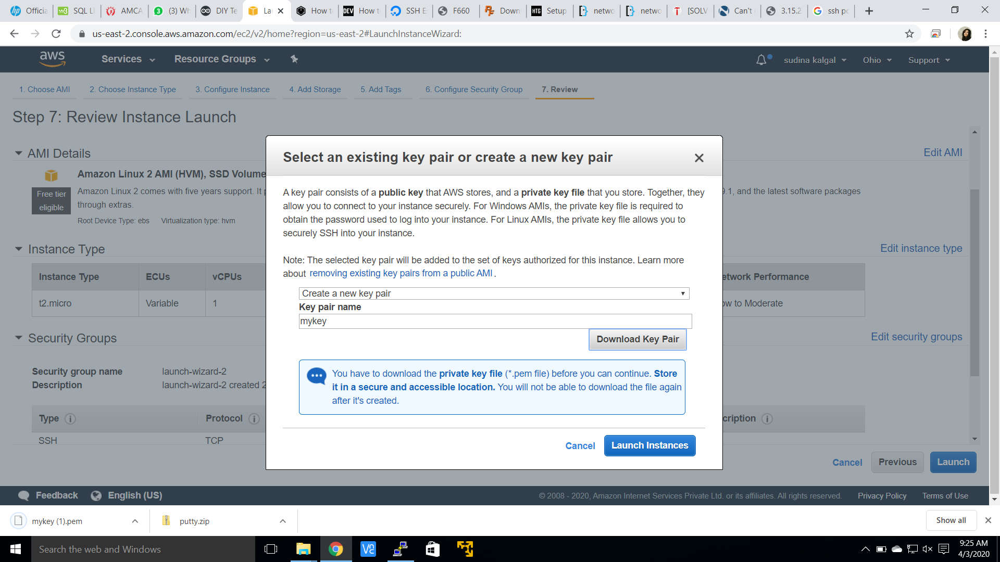 Officia
SQL LI
AMCA
(3) Wh
DIY Te
La
How t
DEV
How t
SSH E
F660
Down
HTG
Setup
netwo
netwo
[SOLV
Can't
3.15.2
ssh po
us-east-2.console.aws.amazon.com/ec2/v2/home?region=us-east-2#LaunchInstanceWizard:
aws
Services
Resource Groups
sudina kalgal
Ohio
Support
1. Choose AMI
2. Choose Instance Type
3. Configure Instance
4. Add Storage
5. Add Tags
6. Configure Security Group
7. Review
Step 7: Review Instance Launch
AMI Details
Edit AMI
Amazon Linux 2 AMI (HVM), SSD Volume
Free tier
eligible
Amazon Linux 2 comes with five years support. It p
9.1, and the latest software packages
through extras.
Root Device Type: ebs
Virtualization type: hvm
Instance Type
Edit instance type
Instance Type
ECUs
vCPUs
etwork Performance
t2.micro
Variable
1
ow to Moderate
Security Groups
Edit security groups
Security group name
launch-wizard-2
Description
launch-wizard-2 created 2
Type
Protocol
cription
SSH
TCP
Select an existing key pair or create a new key pair
A key pair consists of a public key that AWS stores, and a private key file that you store. Together, they
allow you to connect to your instance securely. For Windows AMIs, the private key file is required to
obtain the password used to log into your instance. For Linux AMIs, the private key file allows you to
securely SSH into your instance.
Note: The selected key pair will be added to the set of keys authorized for this instance. Learn more
about removing existing key pairs from a public AMI .
Create a new key pair
Key pair name
mykey
Download Key Pair
You have to download the private key file (*.pem file) before you can continue. Store
it in a secure and accessible location. You will not be able to download the file again
after it's created.
Cancel
Launch Instances
Cancel
Previous
Launch
Feedback
English (US)
© 2008 - 2020, Amazon Internet Services Private Ltd. or its affiliates. All rights reserved.
Privacy Policy
Terms of Use
mykey (1).pem
putty.zip
Show all
Search the web and Windows
9:25 AM
4/3/2020